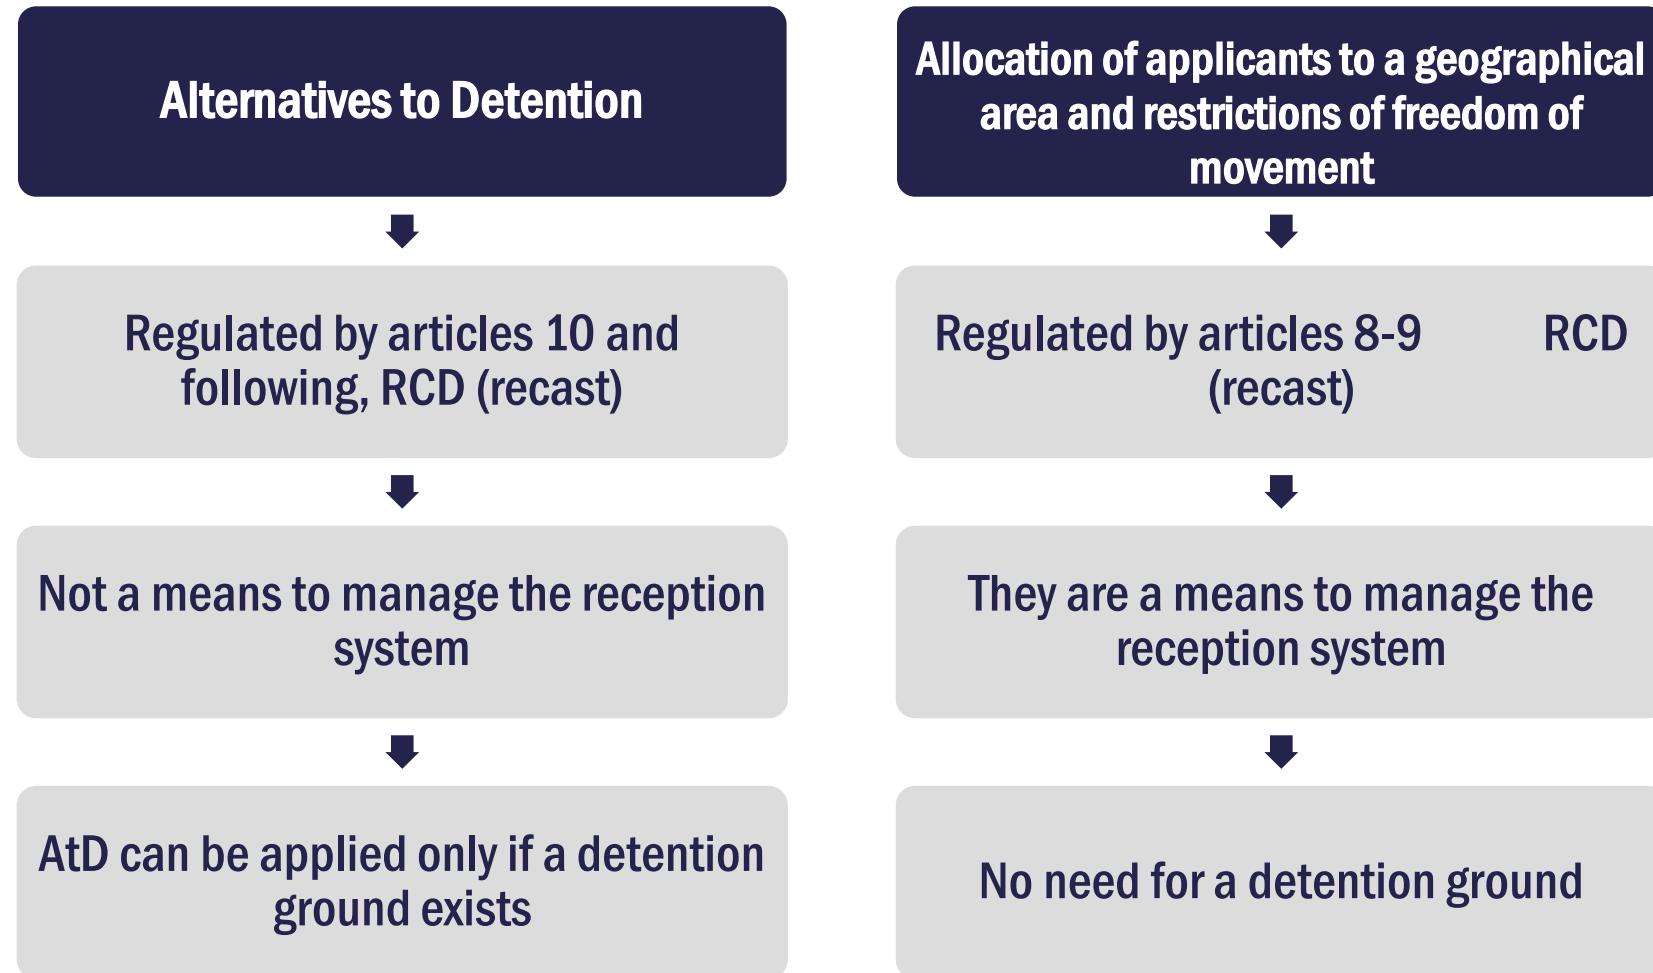 Alternatives to Detention
Regulated by articles 10 and
following, RCD (recast)
Not a means to manage the reception
system
AtD can be applied only if a detention
ground exists
Allocation of applicants to a geographical
area and restrictions of freedom of
movement
Regulated by articles 8-9 RCD
(recast)
They are a means to manage the
reception system
No need for a detention ground